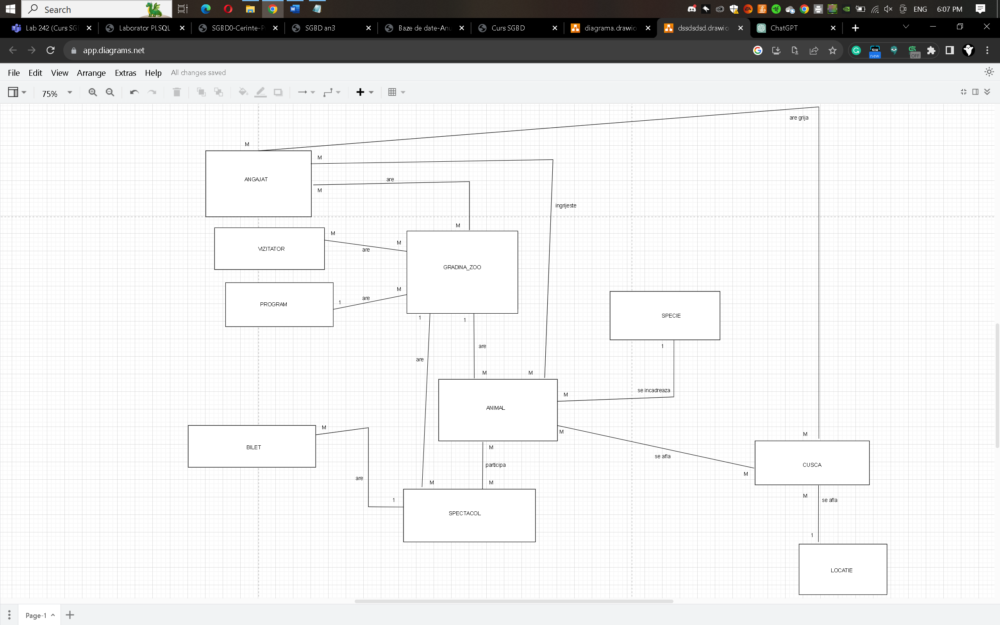 Search
ENG
6:07 PM
Lab 242 (Curs SG
Laborator PLSQL
SGBD0-Cerinte-P
SGBD an3
Baze de date-Anu
Curs SGBD
diagrama.drawio
dssdsdsd.drawio
ChatGPT
app.diagrams.net
new
OFF
File Edit View Arrange Extras Help All changes saved
75%
are grija
M
M
ANGAJAT
are
M
ingrijeste
M
M
M
VIZITATOR
are
GRADINA_ZOO
M
are
1
PROGRAM
SPECIE
1
1
are
1
are
M
M
se incadreaza
M
ANIMAL
M
M
M
BILET
M
se afla
participa
CUSCA
M
are
M
M
M
se afla
1
SPECTACOL
1
LOCATIE
Page-1